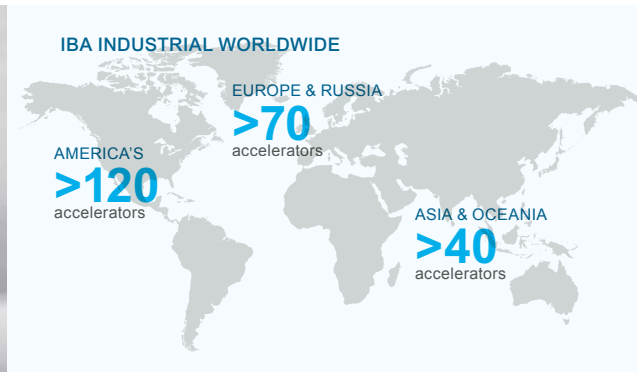 IBA INDUSTRIAL WORLDWIDE
EUROPE & RUSSIA
>70
accelerators
AMERICA'S
>120
accelerators
ASIA & OCEANIA
>40
accelerators